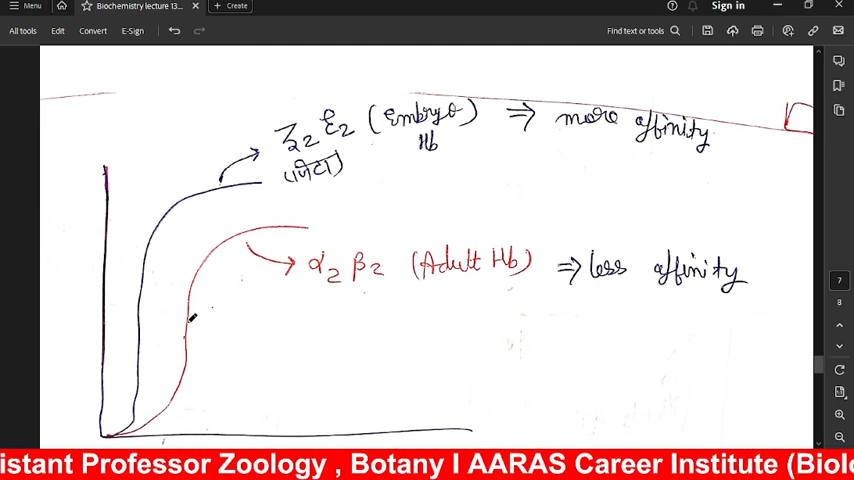 Menu
Biochemistry lecture 13...
Create
Sign in
All tools Edit Convert E-Sign
Find text or tools
ζ2 ε2 (Embryo Hb) ⇒ more affinity
(जिटा)
α2 β2 (Adult Hb) ⇒ less affinity
7
8
istant Professor Zoology , Botany I AARAS Career Institute (Biolo